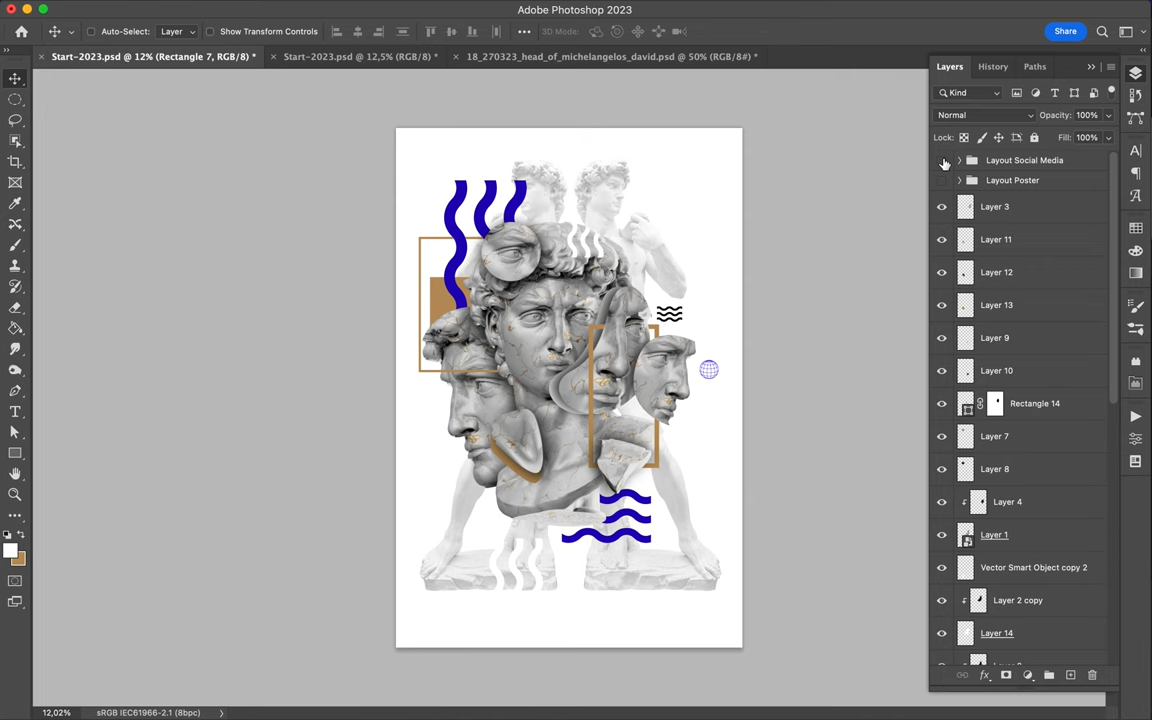 Adobe Photoshop 2023
Auto-Select: Layer Show Transform Controls 3D Mode: Share
Start-2023.psd @ 12% (Rectangle 7, RGB/8) * Start-2023.psd @ 12,5% (RGB/8) * 18_270323_head_of_michelangelos_david.psd @ 50% (RGB/8#) *
Layers History Paths
Kind
Normal Opacity: 100%
Lock: Fill: 100%
Layout Social Media
Layout Poster
Layer 3
Layer 11
Layer 12
Layer 13
Layer 9
Layer 10
Rectangle 14
Layer 7
Layer 8
Layer 4
Layer 1
Vector Smart Object copy 2
Layer 2 copy
Layer 14
12,02% sRGB IEC61966-2.1 (8bpc)